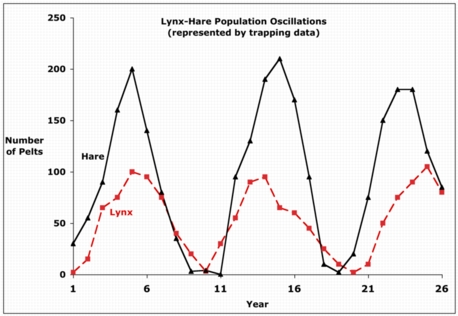 Lynx-Hare Population Oscillations
(represented by trapping data)
250
200
150
100
50
0
Number
of Pelts
Hare
Lynx
1
6
11
16
21
26
Year